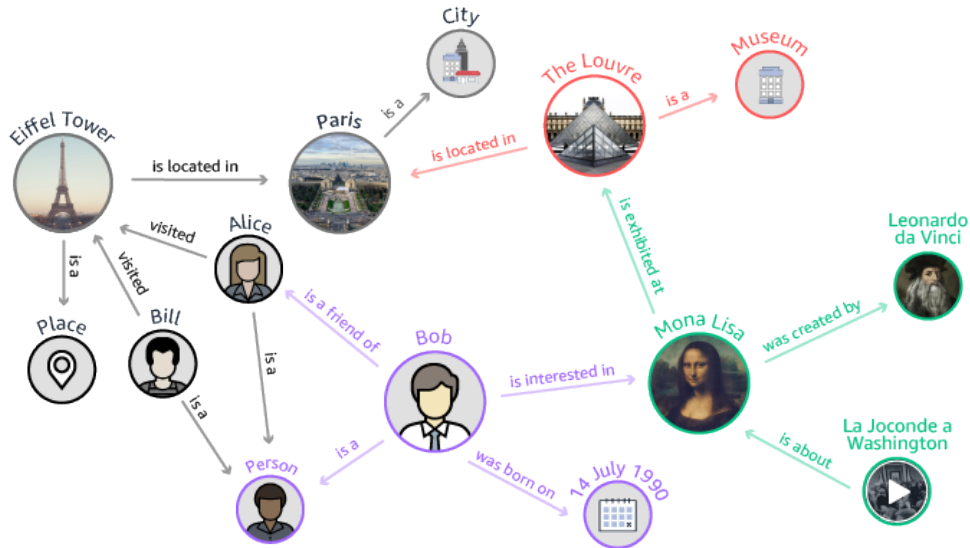 City
The Louvre
Museum
is a
is a
Eiffel Tower
Paris
is located in
is located in
visited
Alice
is exhibited at
Leonardo
da Vinci
is a
visited
Place
Bill
is a friend of
Bob
Mona Lisa
was created by
is a
is interested in
is a
La Joconde a
Washington
is about
Person
is a
was born on
14 July 1990